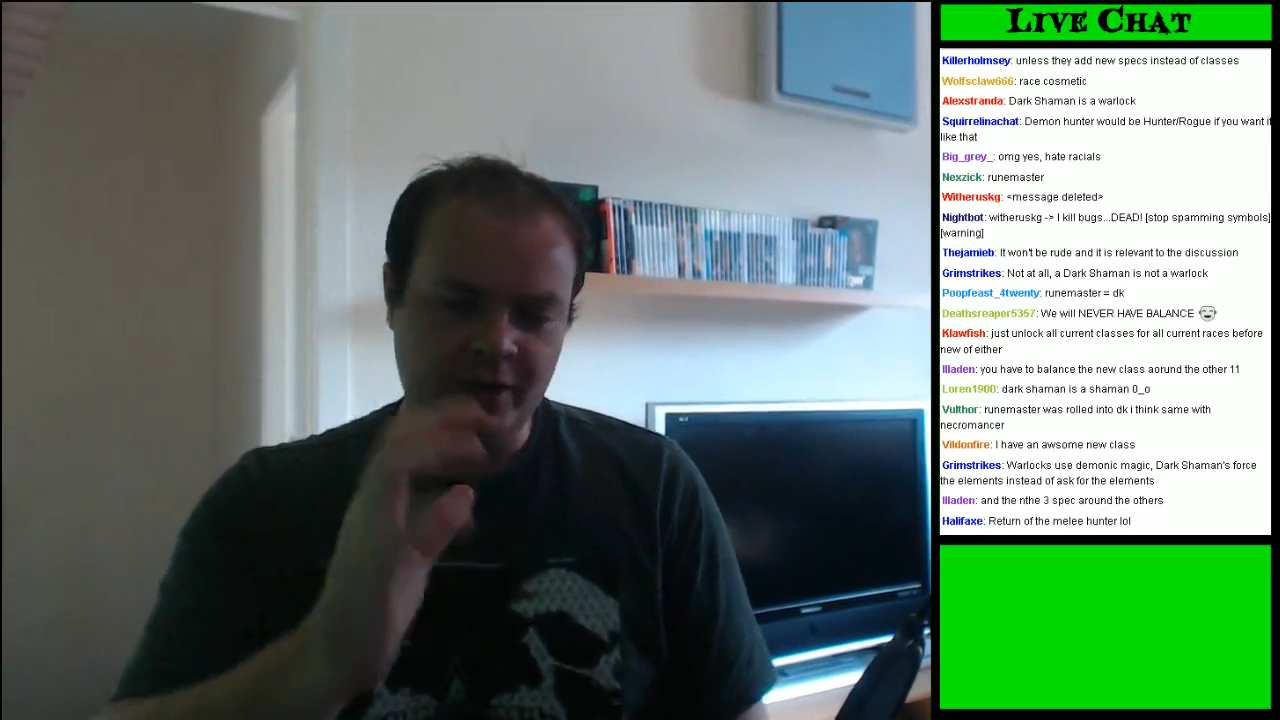 Live Chat
Killerholmsey: unless they add new specs instead of classes
Wolfsclaw666: race cosmetic
Alexstranda: Dark Shaman is a warlock
Squirrelinachat: Demon hunter would be Hunter/Rogue if you want it
like that
Big_grey_: omg yes, hate racials
Nexzick: runemaster
Witheruskg: <message deleted>
Nightbot: witheruskg -> I kill bugs...DEAD! [stop spamming symbols]
[warning]
Thejamieb: It won't be rude and it is relevant to the discussion
Grimstrikes: Not at all, a Dark Shaman is not a warlock
Poopfeast_4twenty: runemaster = dk
Deathsreaper5357: We will NEVER HAVE BALANCE
Klawfish: just unlock all current classes for all current races before
new of either
Illaden: you have to balance the new class aorund the other 11
Loren1900: dark shaman is a shaman 0_o
Vulthor: runemaster was rolled into dk i think same with
necromancer
Vildonfire: I have an awsome new class
Grimstrikes: Warlocks use demonic magic, Dark Shaman's force
the elements instead of ask for the elements
Illaden: and the nthe 3 spec around the others
Halifaxe: Return of the melee hunter lol